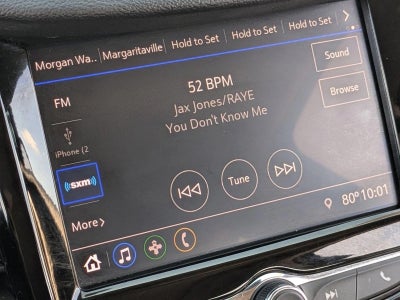 Morgan Wa.. Margaritaville Hold to Set Hold to Set Hold to Set
FM
52 BPM
Sound
Jax Jones/RAYE
Browse
iPhone (2
You Don't Know Me
sxm
Tune
More
80° 10:01